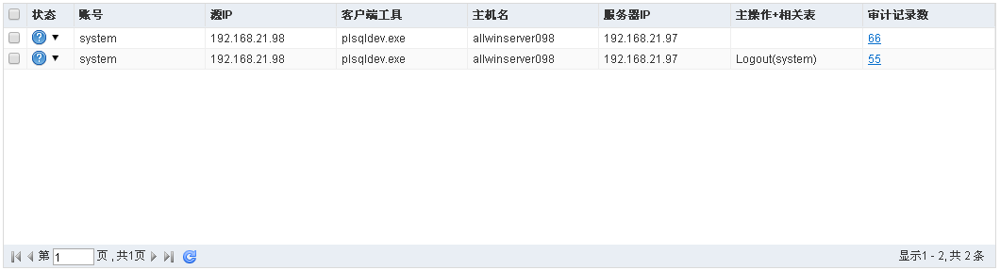 状态 账号 源IP 客户端工具 主机名 服务器IP 主操作+相关表 审计记录数
system 192.168.21.98 plsqldev.exe allwinserver098 192.168.21.97 66
system 192.168.21.98 plsqldev.exe allwinserver098 192.168.21.97 Logout(system) 55
第 1 页 , 共1页 显示1 - 2, 共 2 条